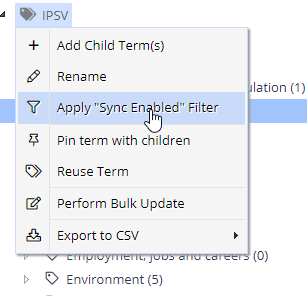 IPSV
Add Child Term(s)
Rename
ulation (1)
Apply "Sync Enabled" Filter
Pin term with children
Reuse Term
Perform Bulk Update
Export to CSV
Employment, jobs and careers (0)
Environment (5)